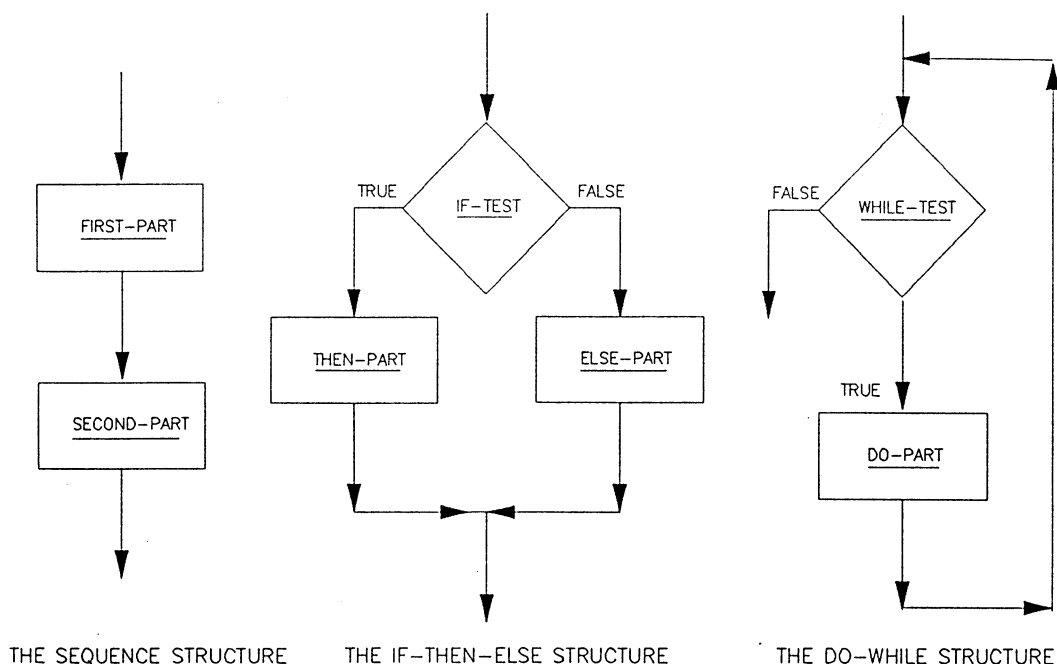 FIRST-PART
SECOND-PART
THE SEQUENCE STRUCTURE
TRUE
FALSE
IF-TEST
THEN-PART
ELSE-PART
THE IF-THEN-ELSE STRUCTURE
FALSE
WHILE-TEST
TRUE
DO-PART
THE DO-WHILE STRUCTURE